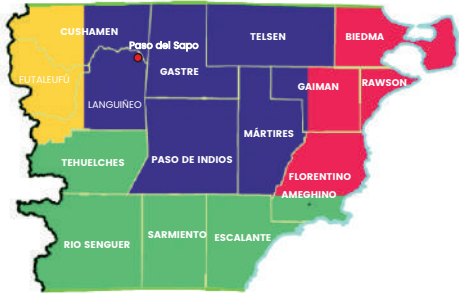 CUSHAMEN
Paso del Sapo
TELSEN
BIEDMA
FUTALEUFÚ
GASTRE
LANGUIÑEO
GAIMAN
RAWSON
MÁRTIRES
TEHUELCHES
PASO DE INDIOS
FLORENTINO
AMEGHINO
RIO SENGUER
SARMIENTO
ESCALANTE